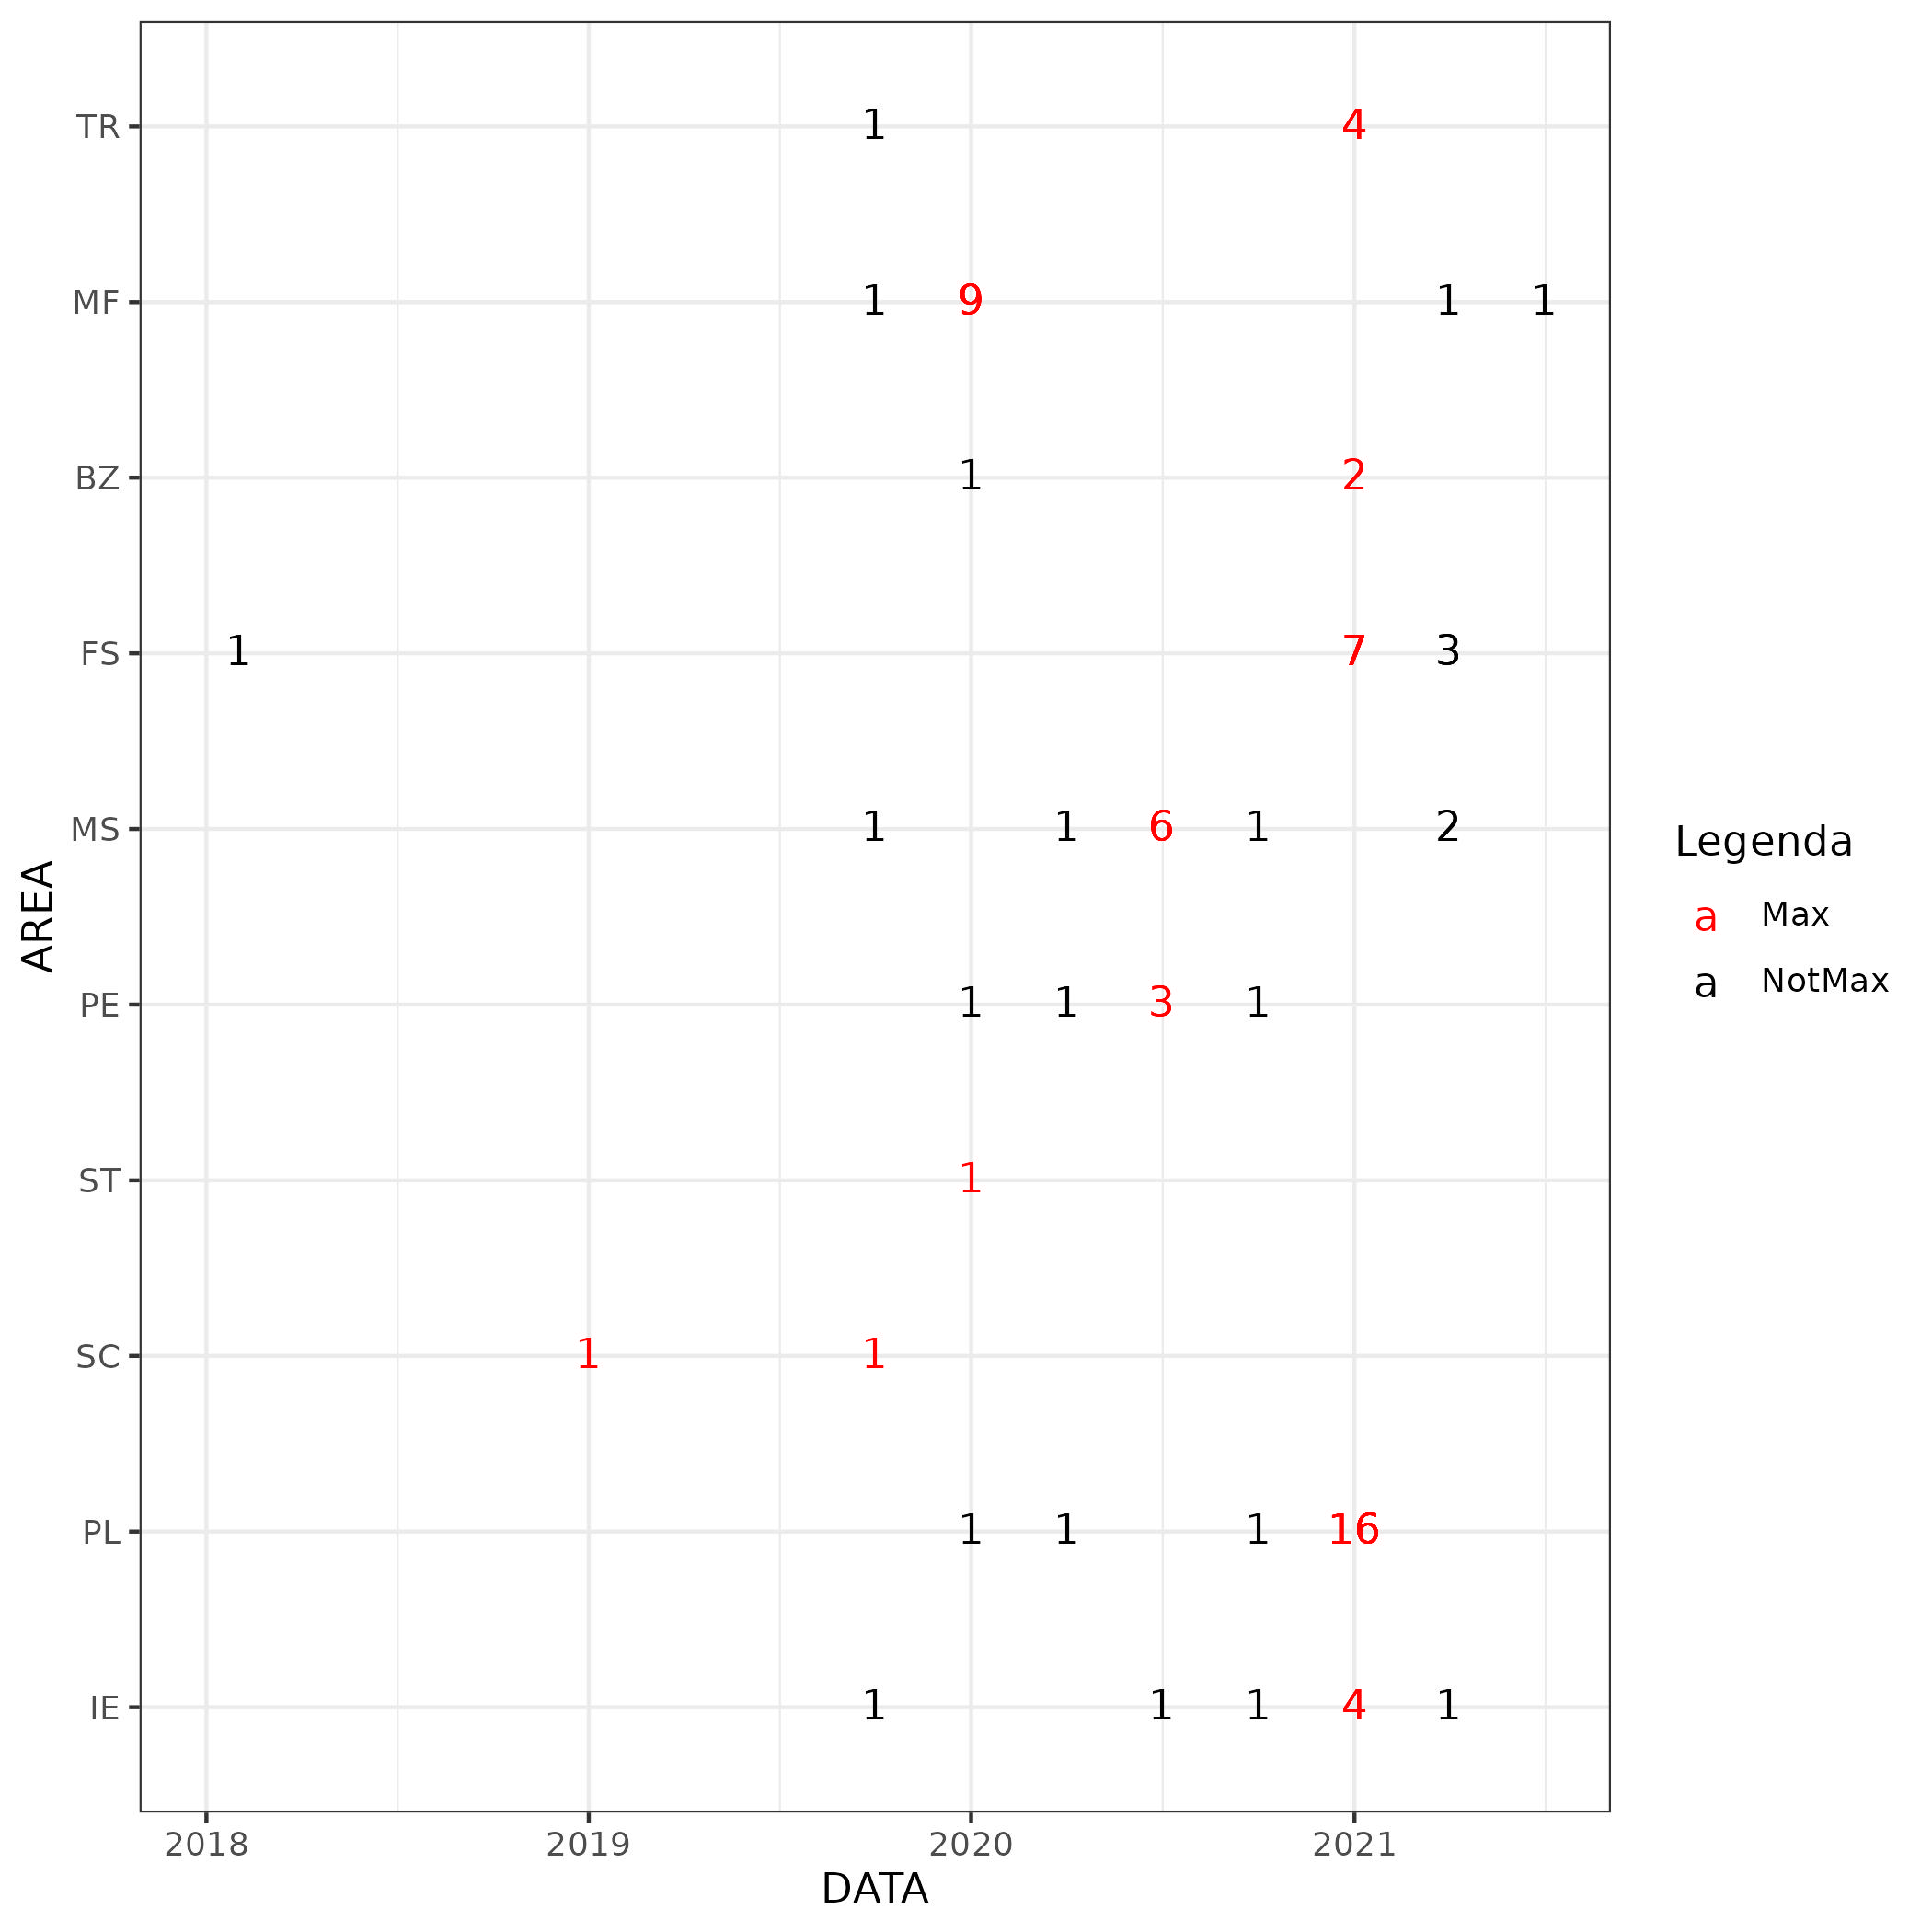 TR 1 4
MF 1 9 1 1
BZ 1 2
FS 1 7 3
MS 1 1 6 1 2
PE 1 1 3 1
ST 1
SC 1 1
PL 1 1 1 16
IE 1 1 1 4 1
2018 2019 2020 2021
DATA
AREA
Legenda
a Max
a NotMax